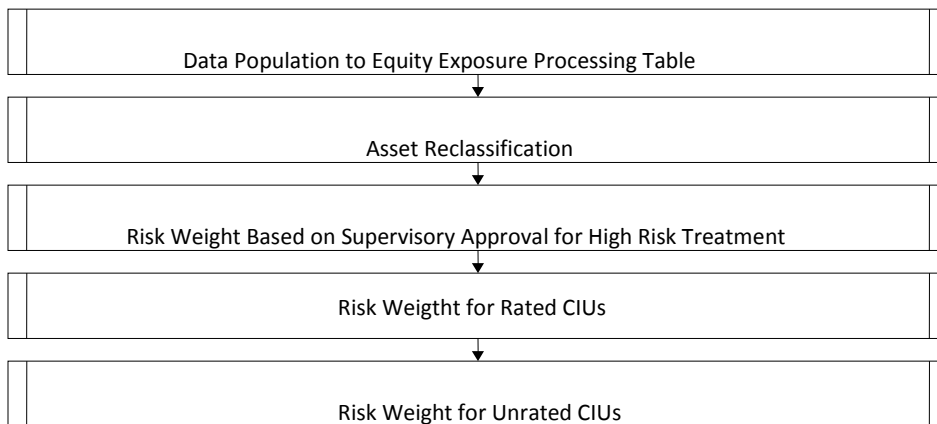 Data Population to Equity Exposure Processing Table
Asset Reclassification
Risk Weight Based on Supervisory Approval for High Risk Treatment
Risk Weigtht for Rated CIUs
Risk Weight for Unrated CIUs